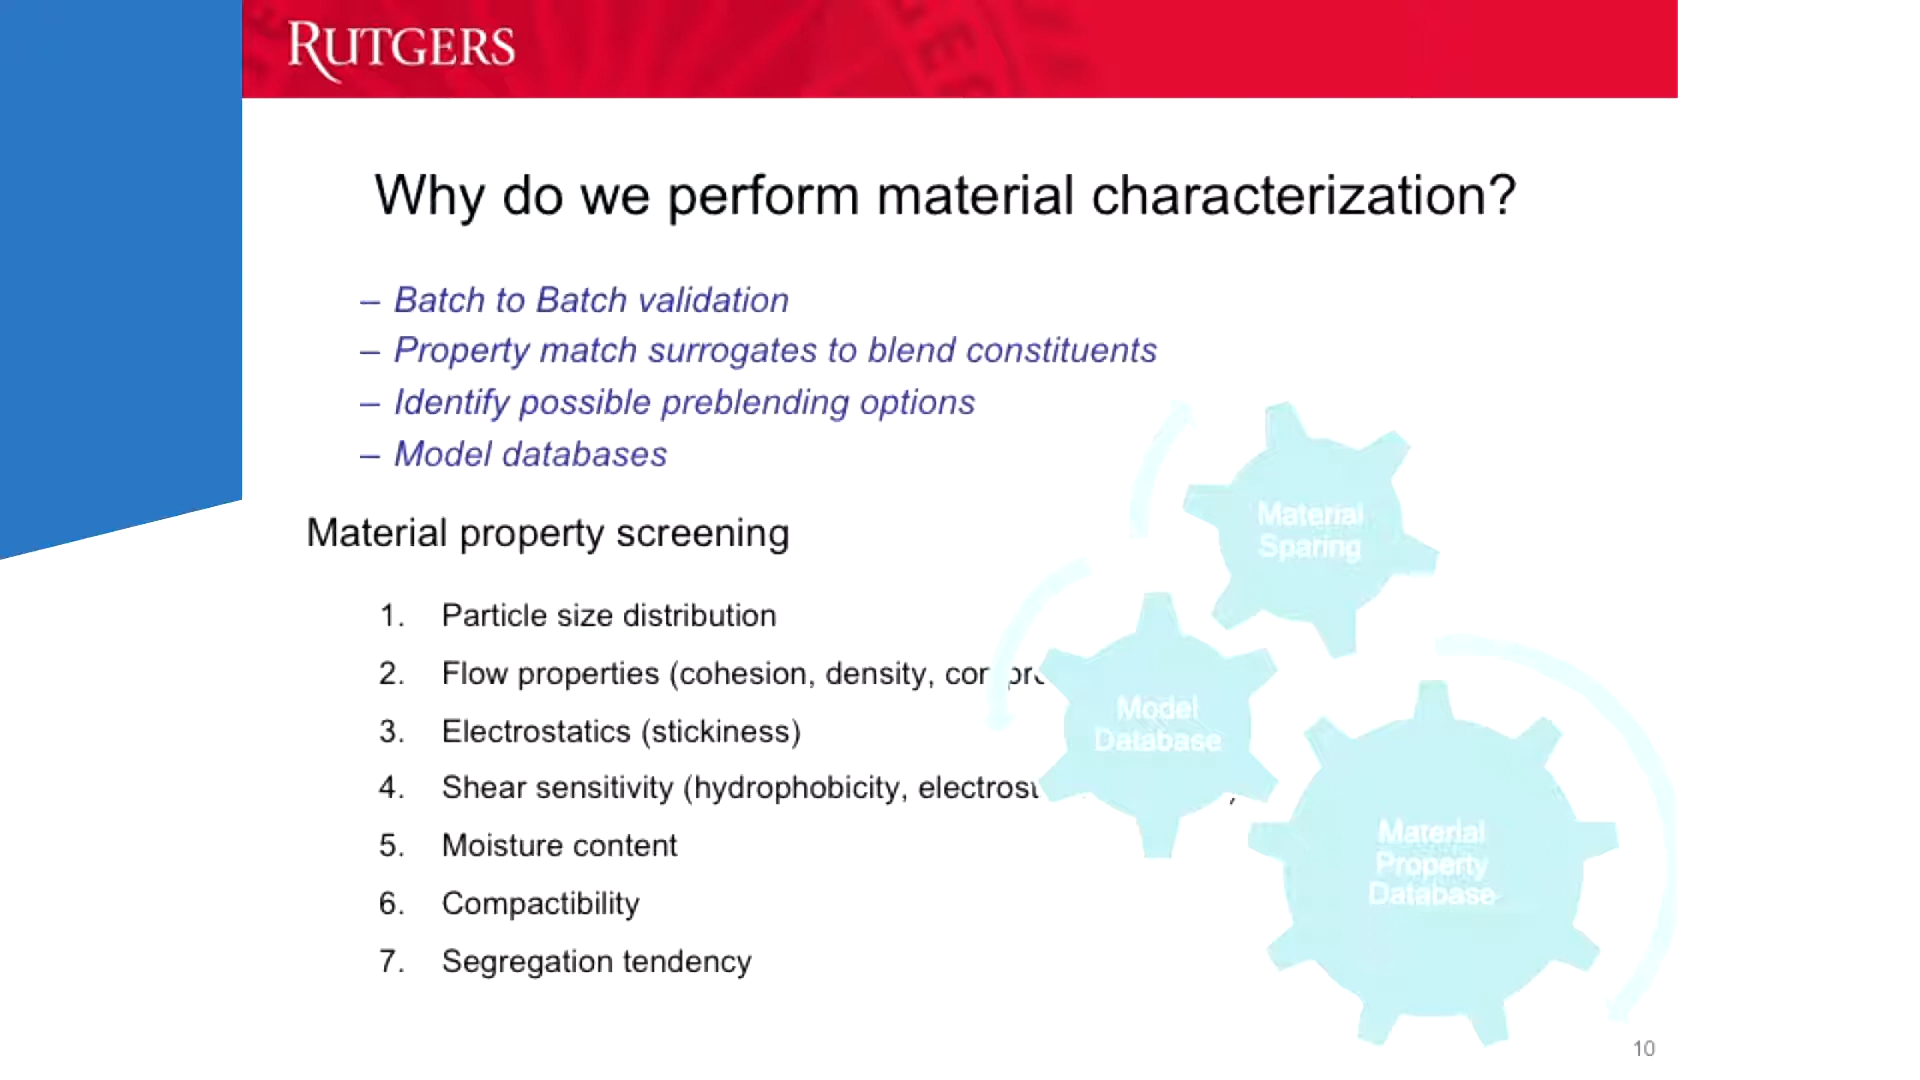 RUTGERS
Why do we perform material characterization?
– Batch to Batch validation
– Property match surrogates to blend constituents
– Identify possible preblending options
– Model databases
Material property screening
1. Particle size distribution
2. Flow properties (cohesion, density,
3. Electrostatics (stickiness)
4. Shear sensitivity (hydrophobicity,
5. Moisture content
6. Compactibility
7. Segregation tendency
Material
Sparing
Model
Database
Material
Property
Database
10